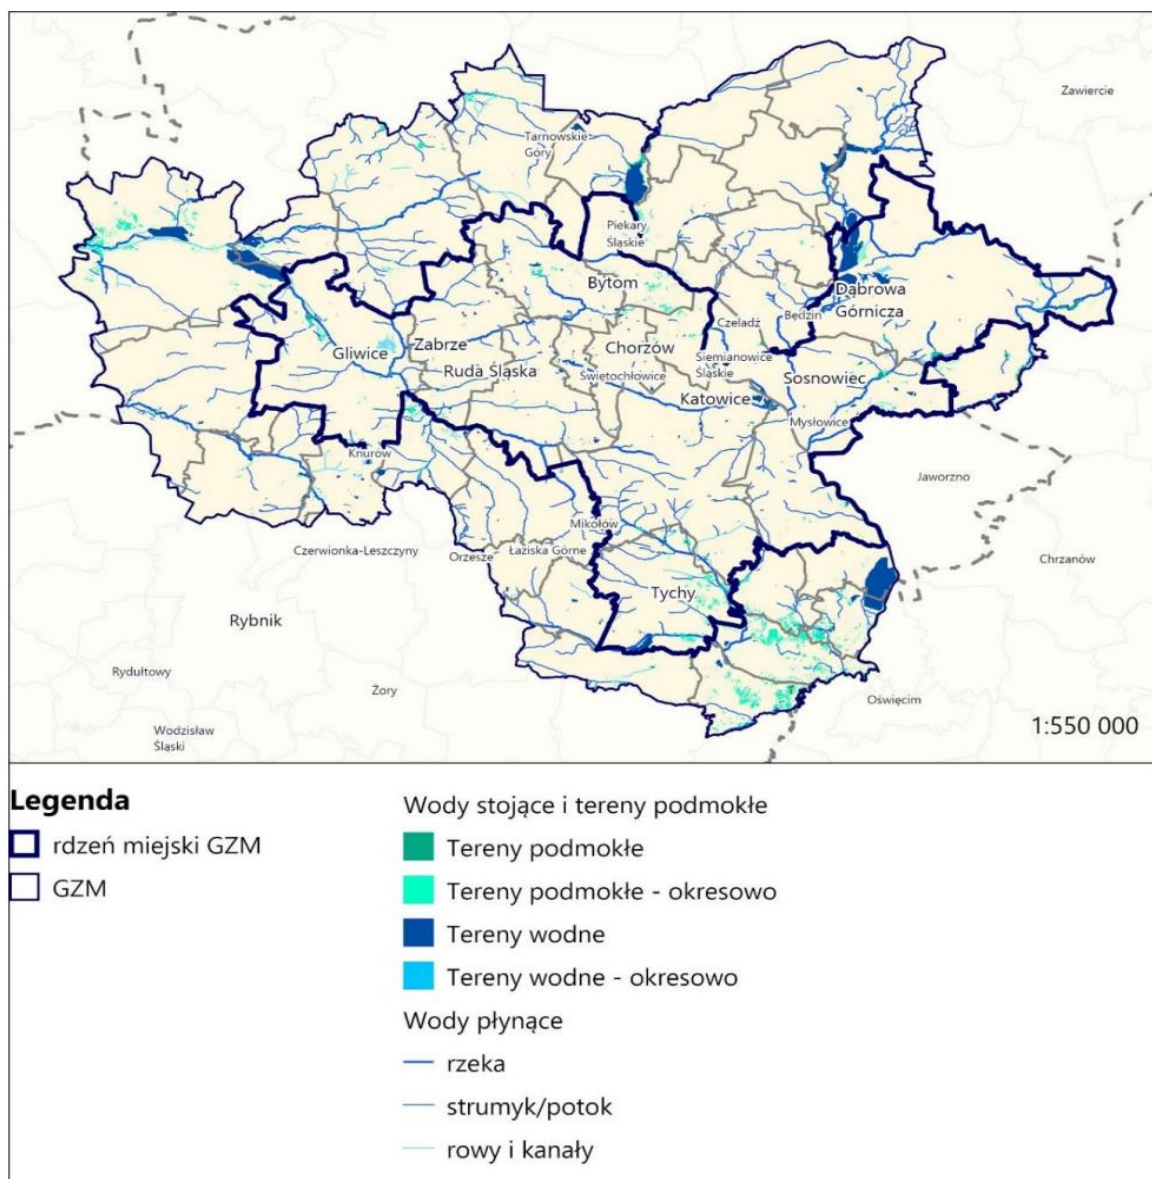 Zawiercie
Tarnowskie
Góry
Piekary
Śląskie
Bytom
Dąbrowa
Górnicza
Czeladź
Będzin
Gliwice
Zabrze
Chorzów
Siemianowice
Śląskie
Ruda Śląska
Świętochłowice
Sosnowiec
Katowice
Mysłowice
Knurów
Jaworzno
Mikołów
Czerwionka-Leszczyny
Orzesze
Łaziska Górne
Chrzanów
Tychy
Rybnik
Rydułtowy
Żory
Oświęcim
Wodzisław
Śląski
1:550 000
Legenda
rdzeń miejski GZM
GZM
Wody stojące i tereny podmokłe
Tereny podmokłe
Tereny podmokłe - okresowo
Tereny wodne
Tereny wodne - okresowo
Wody płynące
rzeka
strumyk/potok
rowy i kanały